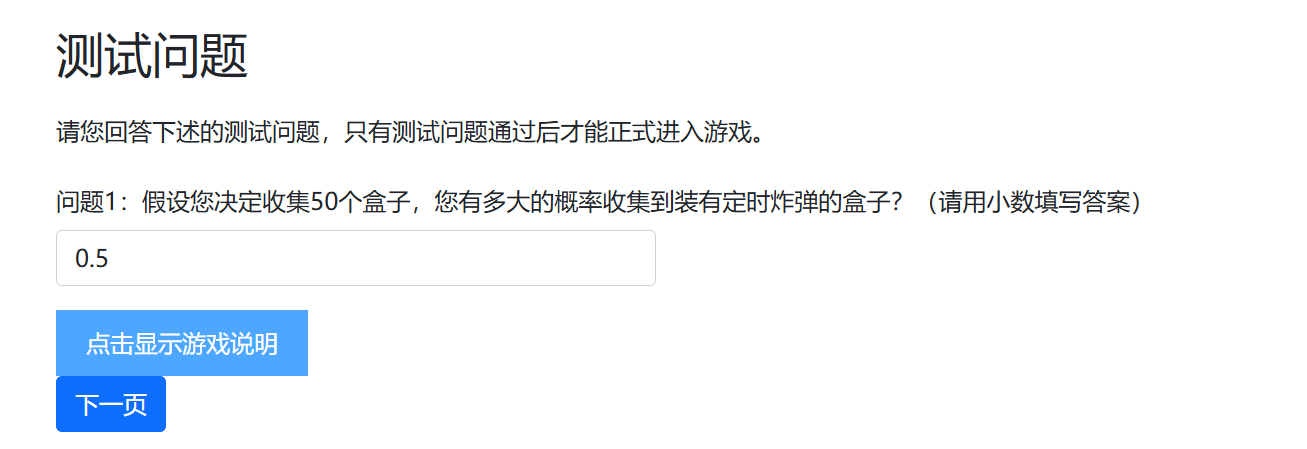 测试问题
请您回答下述的测试问题，只有测试问题通过后才能正式进入游戏。
问题1：假设您决定收集50个盒子，您有多大的概率收集到装有定时炸弹的盒子？（请用小数填写答案）
0.5
点击显示游戏说明
下一页